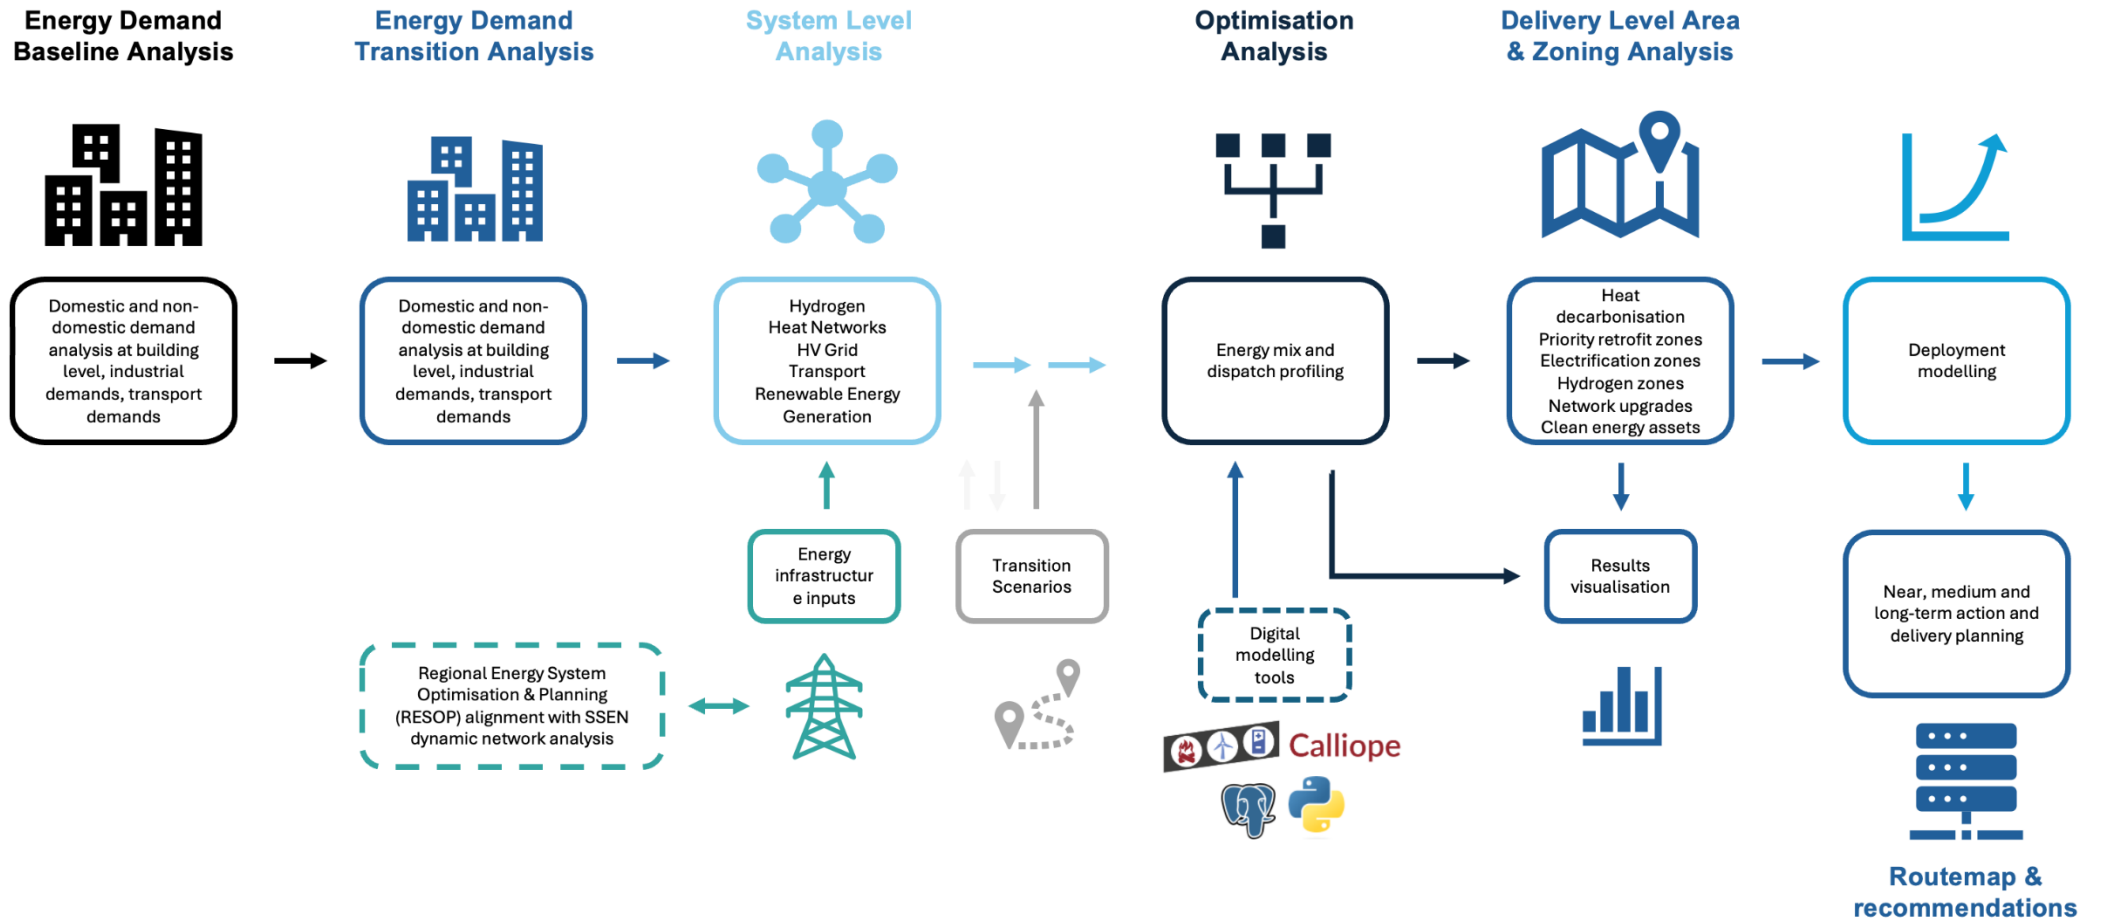 Energy Demand
Baseline Analysis
Energy Demand
Transition Analysis
System Level
Analysis
Optimisation
Analysis
Delivery Level Area
& Zoning Analysis
Domestic and non-
domestic demand
analysis at building
level, industrial
demands, transport
demands
Domestic and non-
domestic demand
analysis at building
level, industrial
demands, transport
demands
Hydrogen
Heat Networks
HV Grid
Transport
Renewable Energy
Generation
Energy mix and
dispatch profiling
Heat
decarbonisation
Priority retrofit zones
Electrification zones
Hydrogen zones
Network upgrades
Clean energy assets
Deployment
modelling
Energy
infrastructur
e inputs
Transition
Scenarios
Results
visualisation
Near, medium and
long-term action and
delivery planning
Regional Energy System
Optimisation & Planning
(RESOP) alignment with SSEN
dynamic network analysis
Digital
modelling
tools
Calliope
Routemap &
recommendations